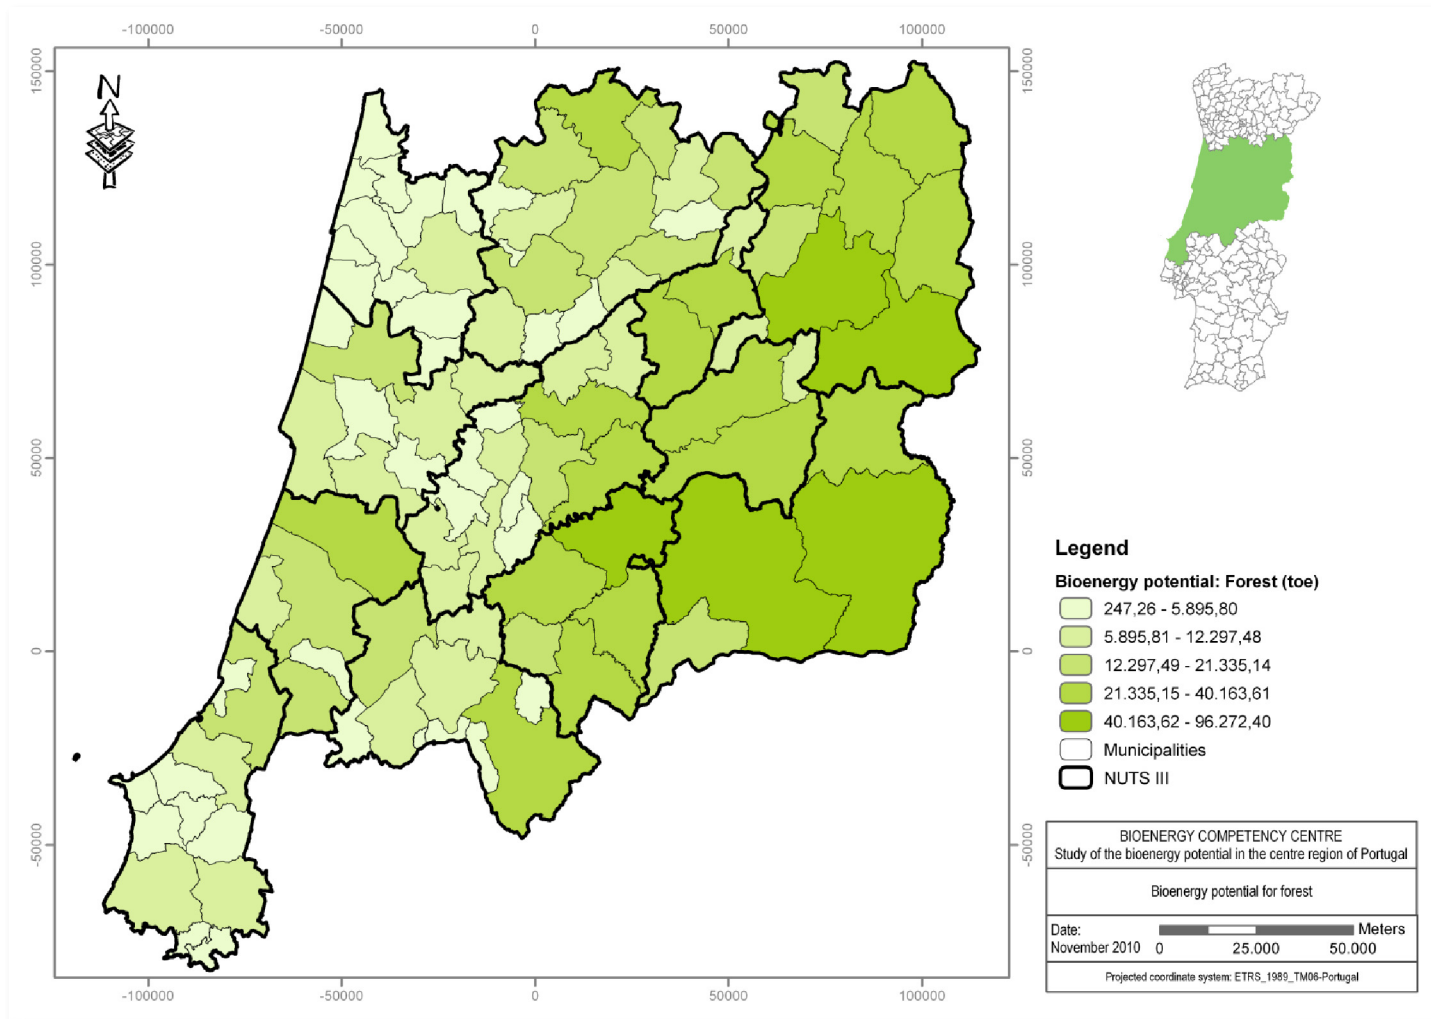 -100000 -50000 0 50000 100000
150000 150000
N
100000 100000
50000 50000
0 0
-50000 -50000
-100000 -50000 0 50000 100000
Legend
Bioenergy potential: Forest (toe)
247,26 - 5.895,80
5.895,81 - 12.297,48
12.297,49 - 21.335,14
21.335,15 - 40.163,61
40.163,62 - 96.272,40
Municipalities
NUTS III
BIOENERGY COMPETENCY CENTRE
Study of the bioenergy potential in the centre region of Portugal
Bioenergy potential for forest
Date:
November 2010
Meters
0 25.000 50.000
Projected coordinate system: ETRS_1989_TM06-Portugal